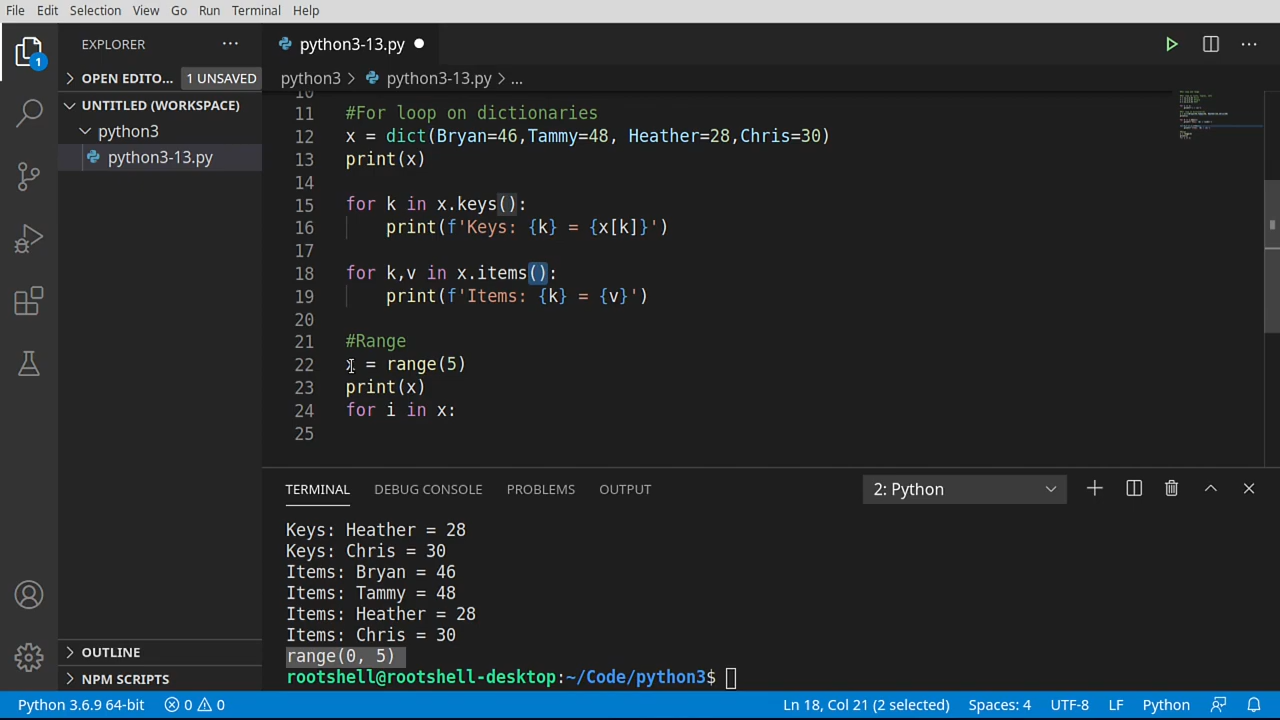 File Edit Selection View Go Run Terminal Help
EXPLORER
python3-13.py
OPEN EDITO... 1 UNSAVED
python3 > python3-13.py > ...
UNTITLED (WORKSPACE)
python3
python3-13.py
1
11 #For loop on dictionaries
12 x = dict(Bryan=46,Tammy=48, Heather=28,Chris=30)
13 print(x)
14
15 for k in x.keys():
16 print(f'Keys: {k} = {x[k]}')
17
18 for k,v in x.items():
19 print(f'Items: {k} = {v}')
20
21 #Range
22 x = range(5)
23 print(x)
24 for i in x:
25
TERMINAL DEBUG CONSOLE PROBLEMS OUTPUT 2: Python
Keys: Heather = 28
Keys: Chris = 30
Items: Bryan = 46
Items: Tammy = 48
Items: Heather = 28
Items: Chris = 30
range(0, 5)
rootshell@rootshell-desktop:~/Code/python3$
OUTLINE
NPM SCRIPTS
Python 3.6.9 64-bit 0 0 Ln 18, Col 21 (2 selected) Spaces: 4 UTF-8 LF Python